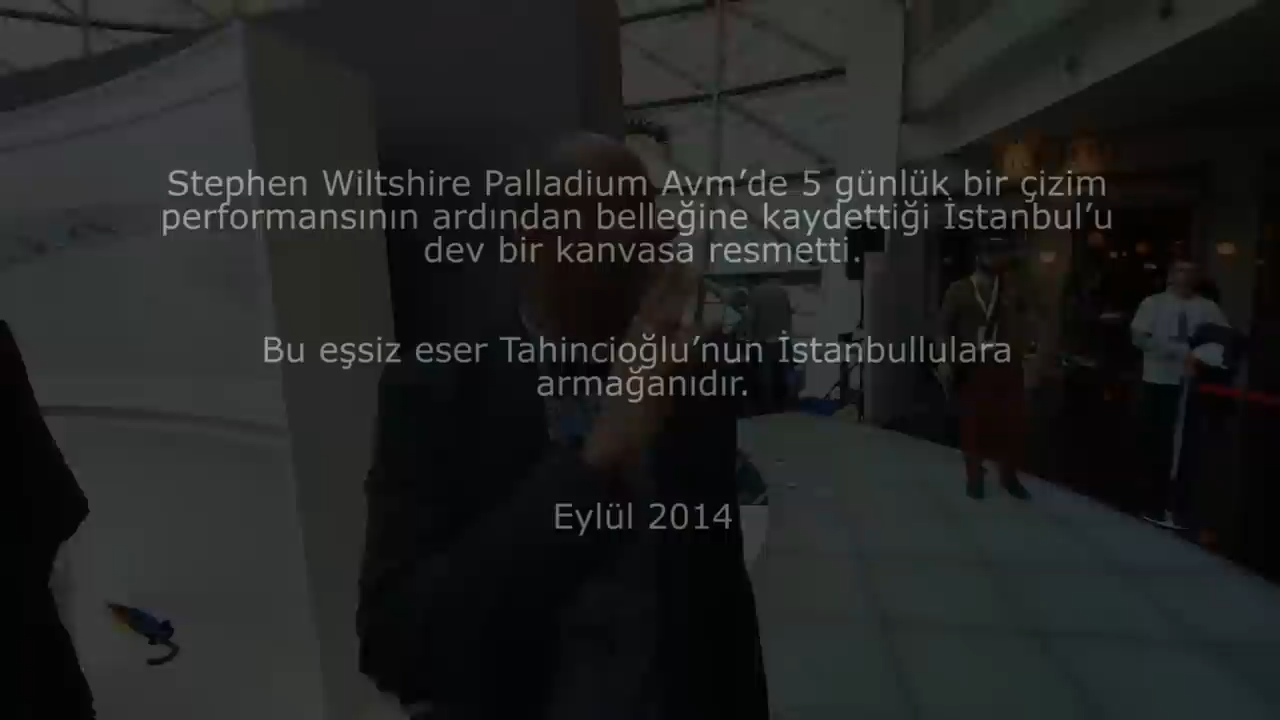 Stephen Wiltshire Palladium Avm’de 5 günlük bir çizim
performansının ardından belleğine kaydettiği İstanbul’u
dev bir kanvasa resmetti.
Bu eşsiz eser Tahincioğlu’nun İstanbullulara
armağanıdır.
Eylül 2014